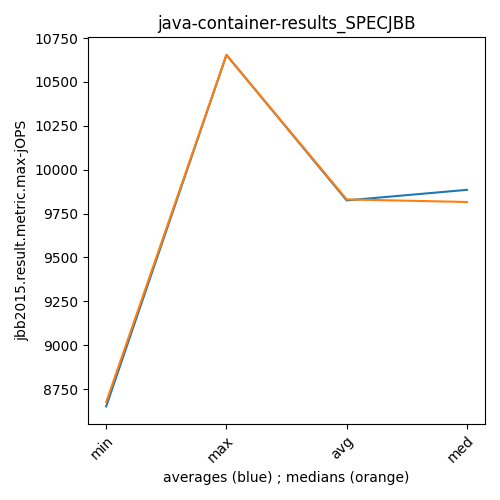 java-container-results_SPECJBB
jbb2015.result.metric.max-jOPS
10750
10500
10250
10000
9750
9500
9250
9000
8750
min
max
avg
med
averages (blue) ; medians (orange)